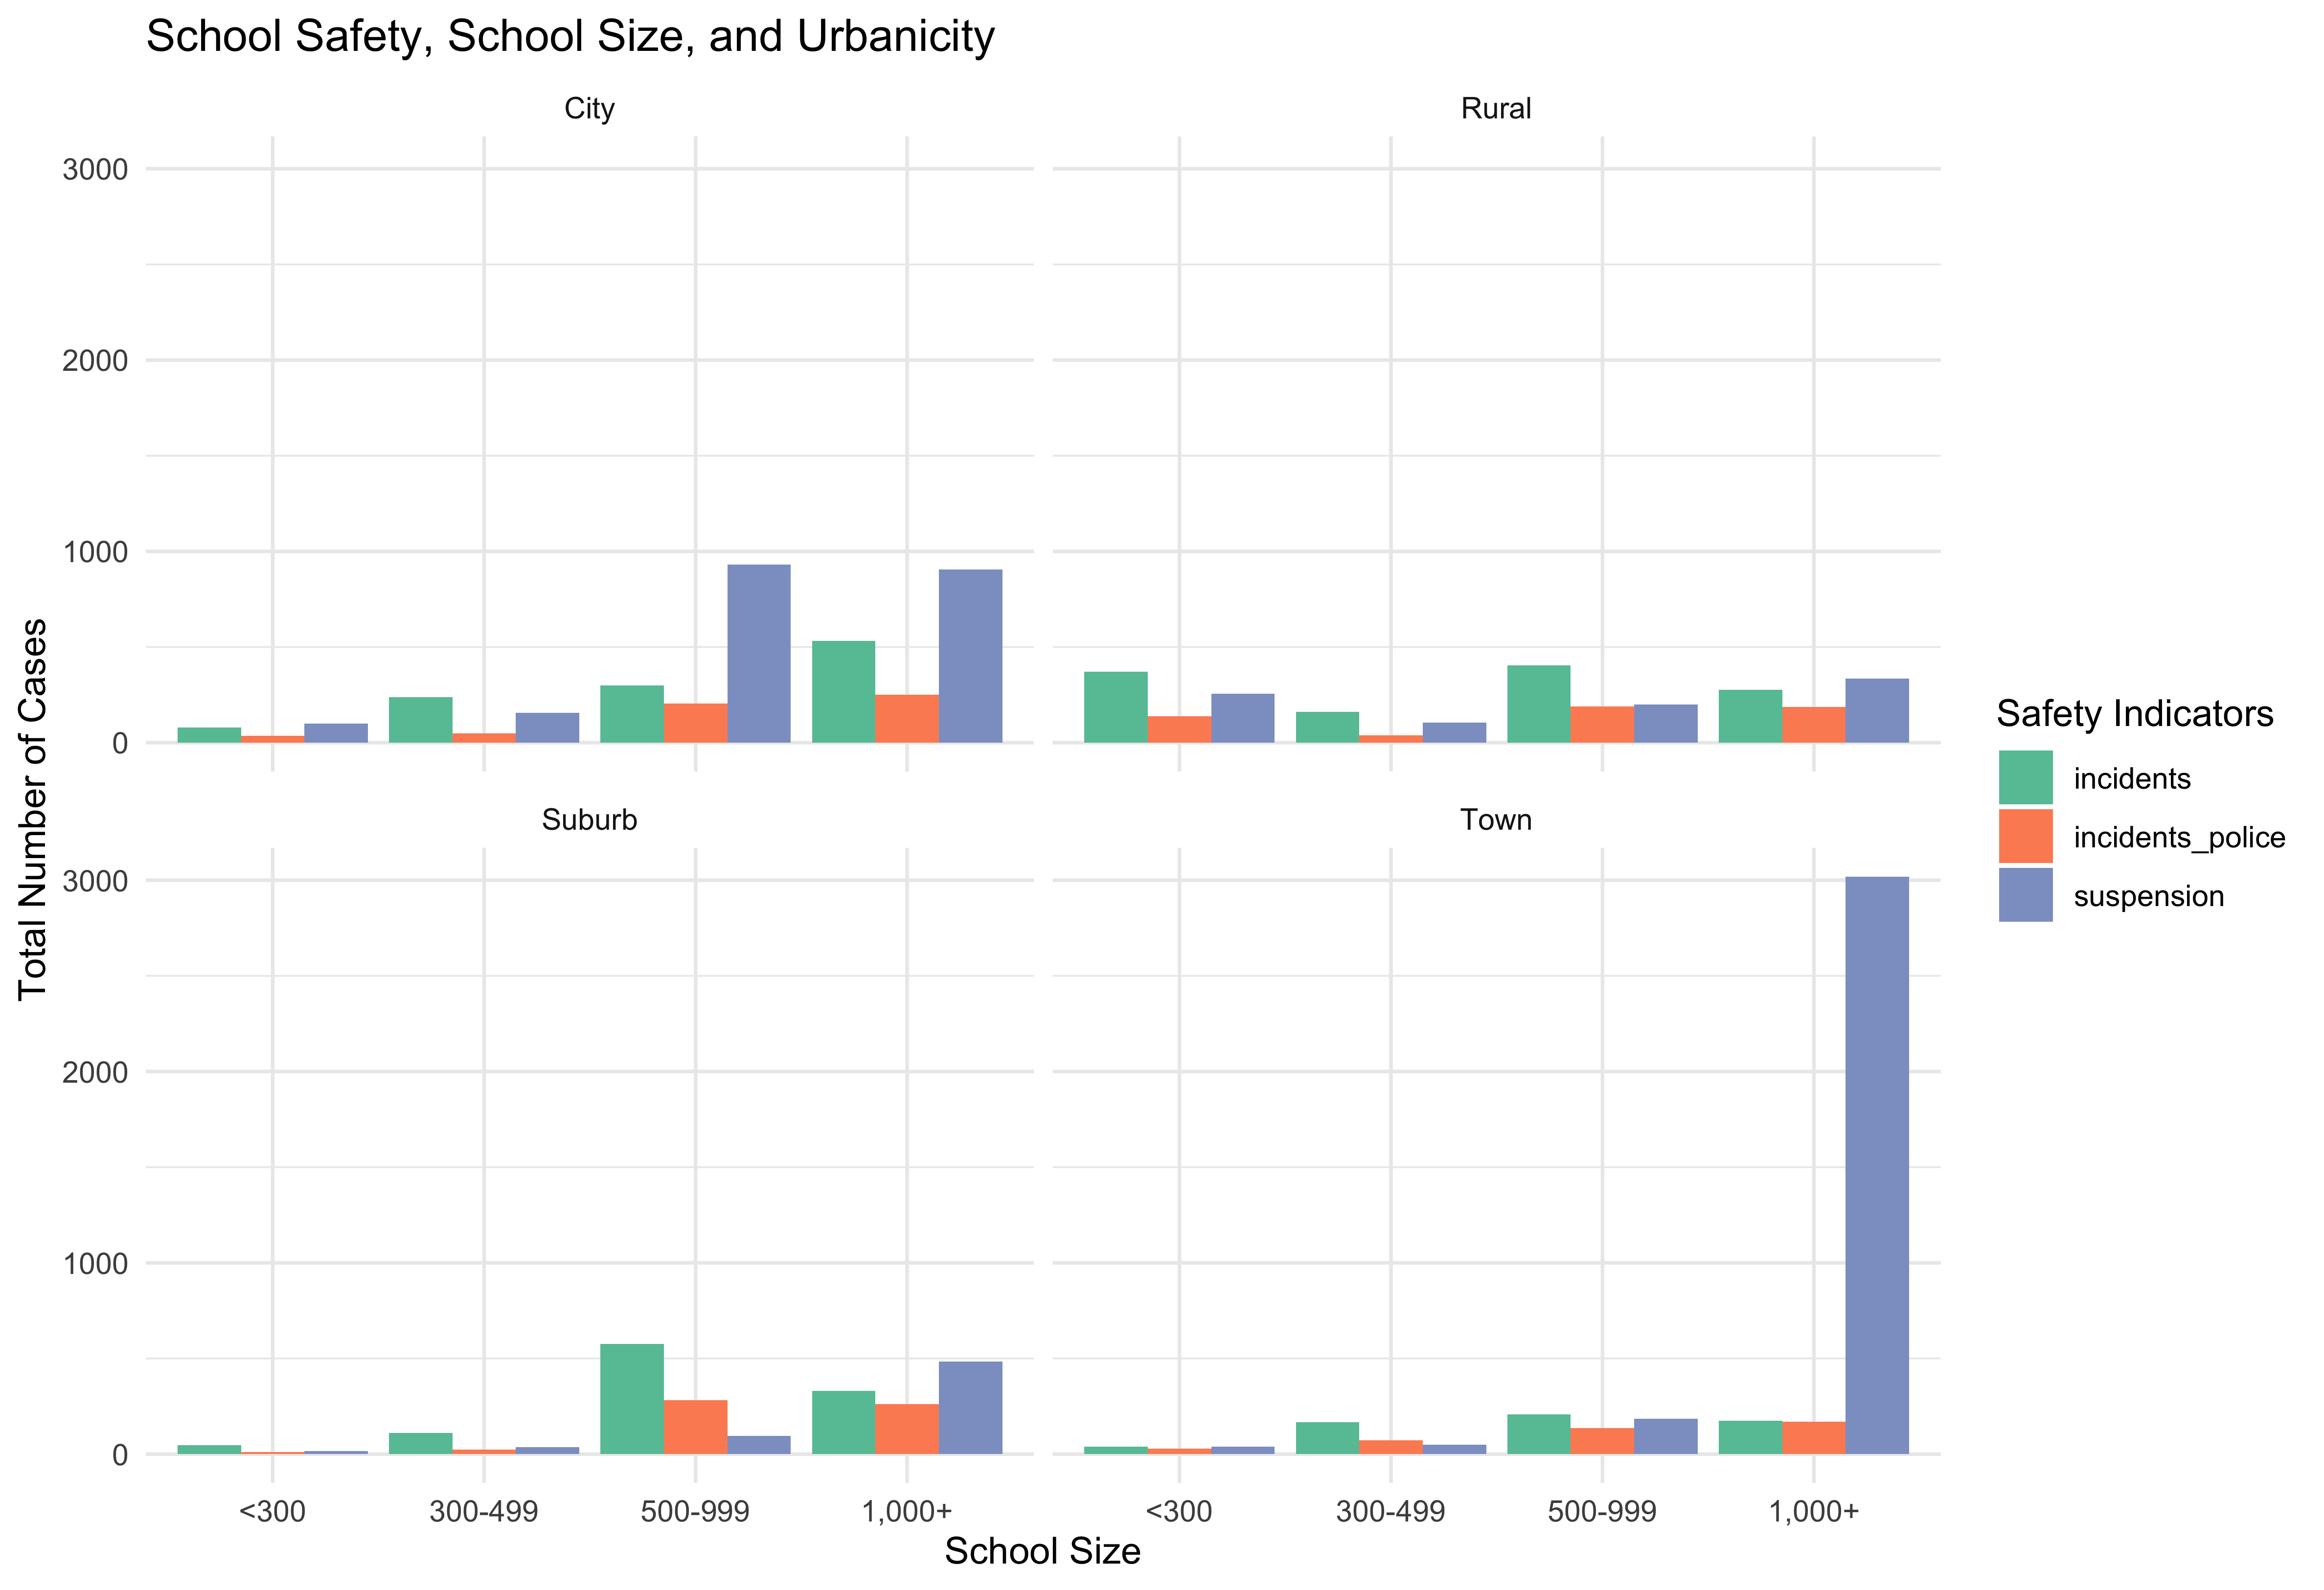 School Safety, School Size, and Urbanicity
City
Rural
3000
2000
1000
0
Suburb
Town
3000
2000
1000
0
<300
300-499
500-999
1,000+
<300
300-499
500-999
1,000+
School Size
Total Number of Cases
Safety Indicators
incidents
incidents_police
suspension